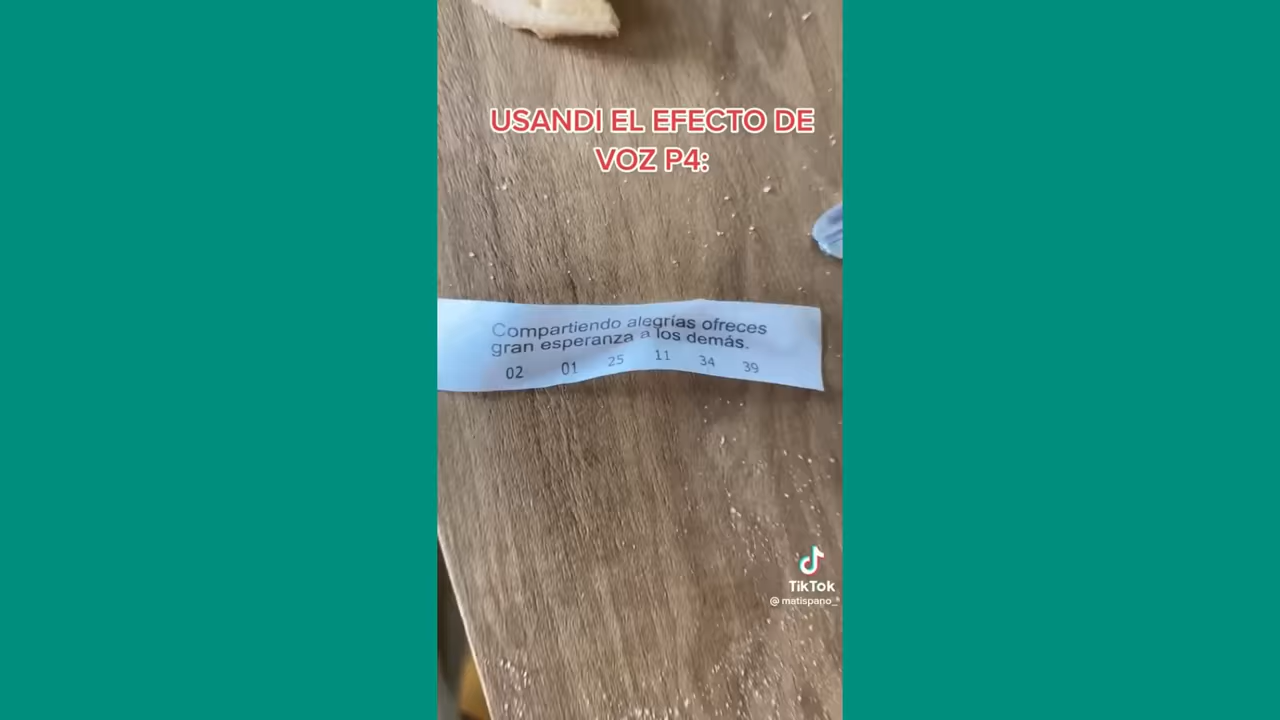 USANDI EL EFECTO DE
VOZ P4:
Compartiendo alegrías ofreces
gran esperanza a los demás.
02 01 25 11 34 39
TikTok
@ matispano_*